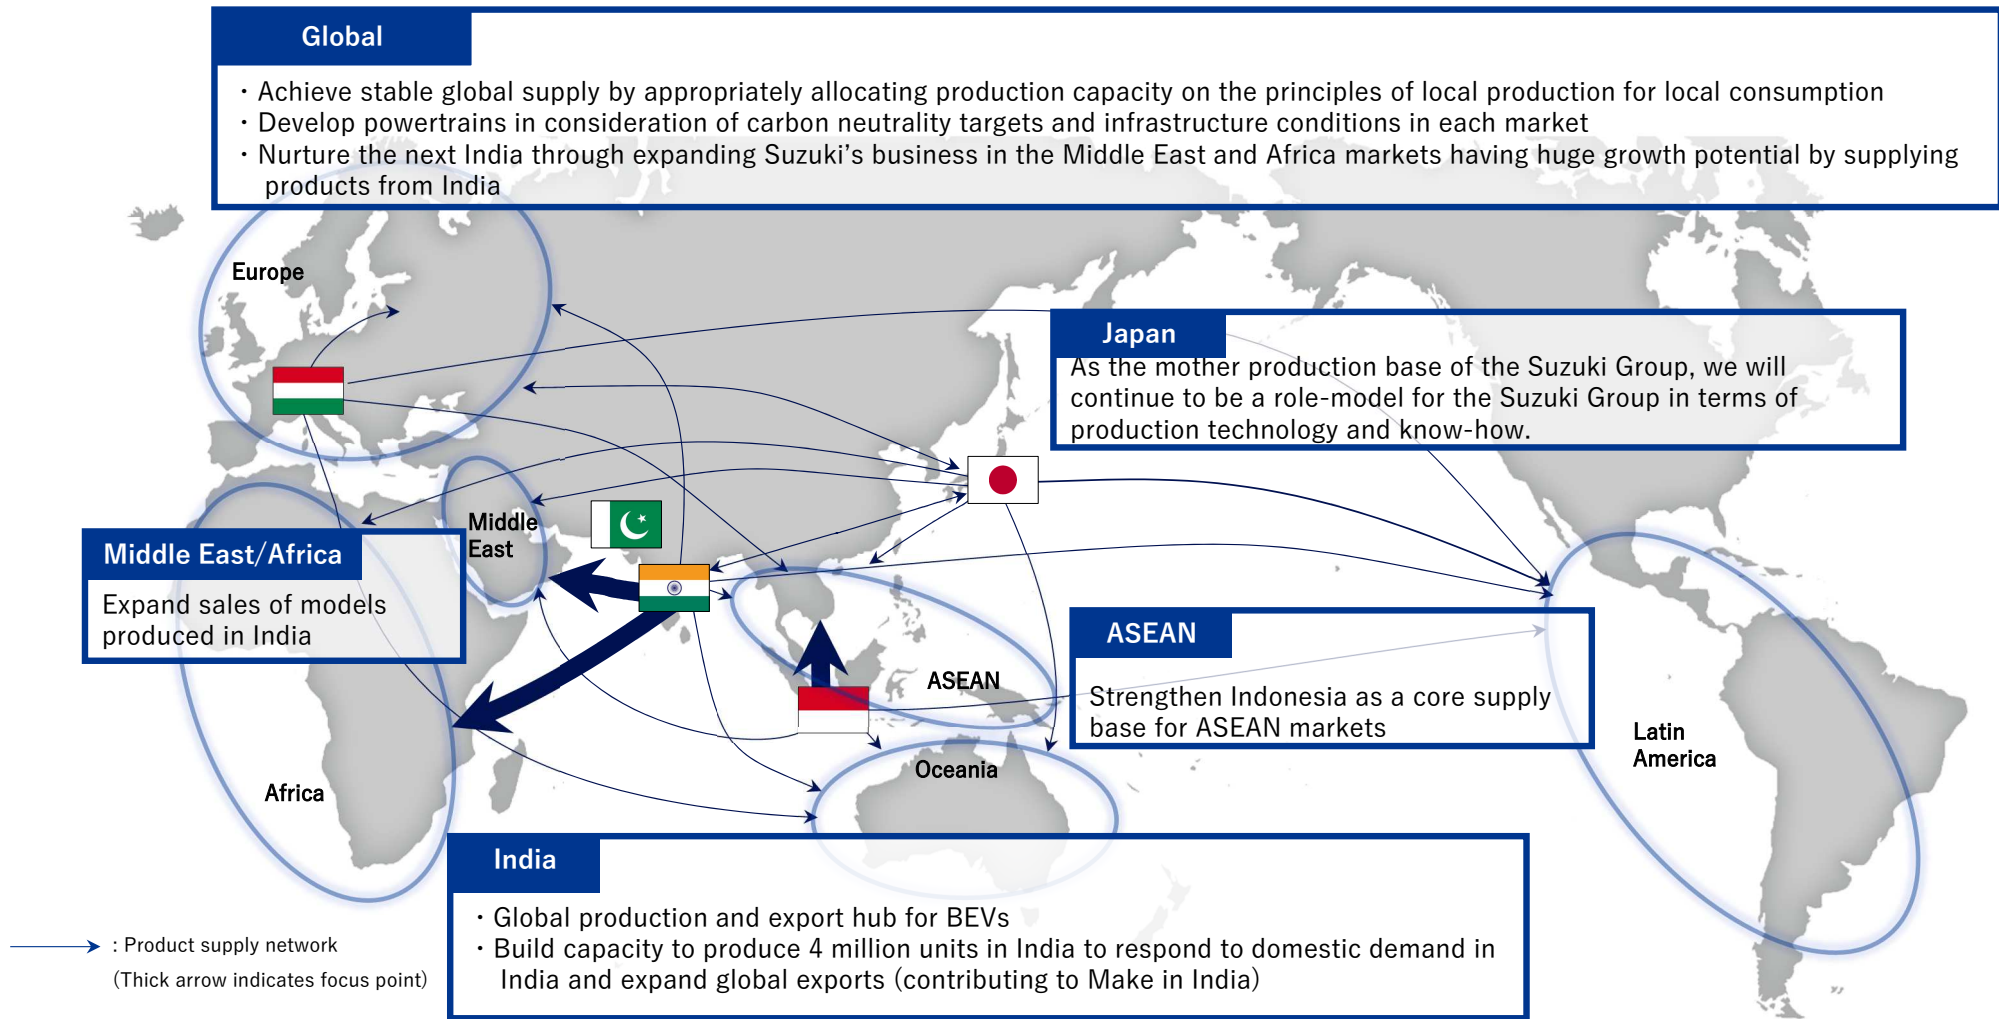 Global
・Achieve stable global supply by appropriately allocating production capacity on the principles of local production for local consumption
・Develop powertrains in consideration of carbon neutrality targets and infrastructure conditions in each market
・Nurture the next India through expanding Suzuki's business in the Middle East and Africa markets having huge growth potential by supplying
products from India
Europe
Japan
As the mother production base of the Suzuki Group, we will
continue to be a role-model for the Suzuki Group in terms of
production technology and know-how.
Middle
East
Middle East/Africa
Expand sales of models
produced in India
ASEAN
Strengthen Indonesia as a core supply
base for ASEAN markets
ASEAN
Latin
America
Oceania
Africa
India
・Global production and export hub for BEVs
・Build capacity to produce 4 million units in India to respond to domestic demand in
India and expand global exports (contributing to Make in India)
: Product supply network
(Thick arrow indicates focus point)